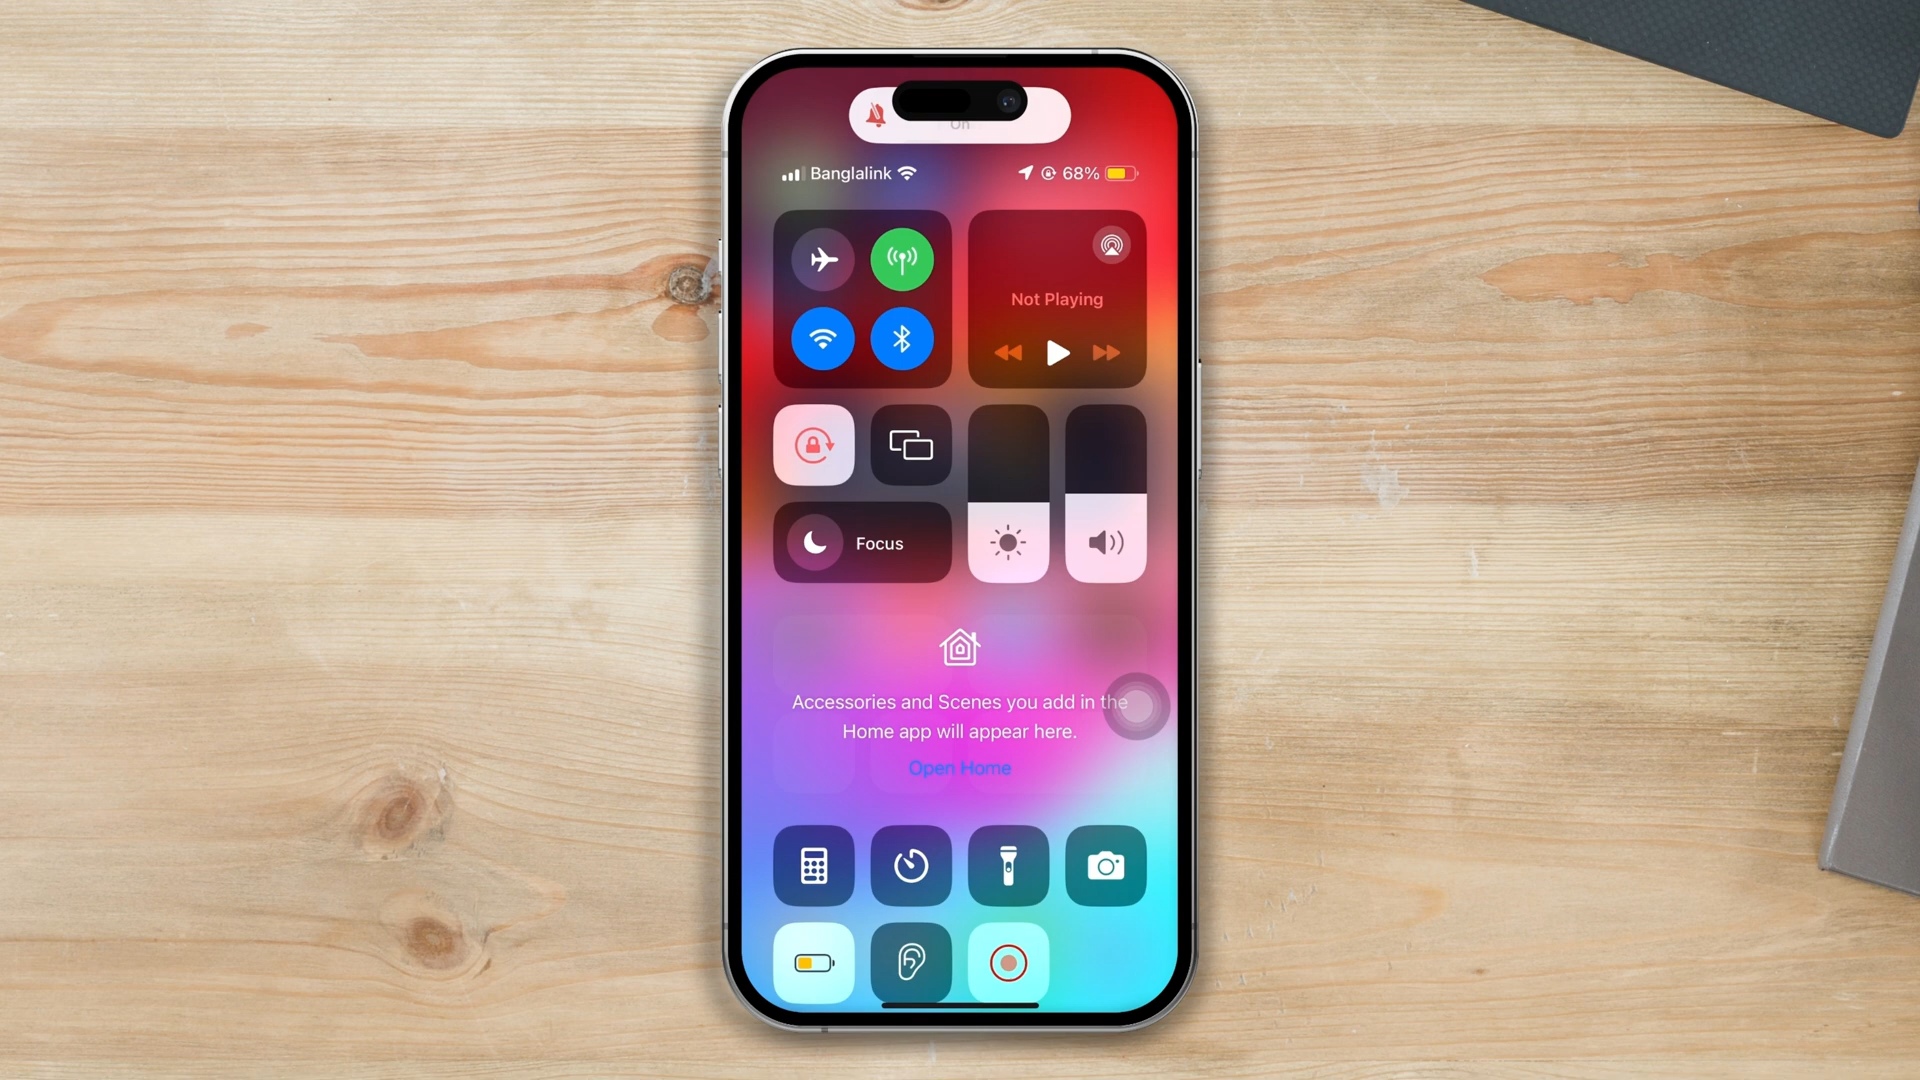 On
Banglalink
68%
Not Playing
Focus
Accessories and Scenes you add in the
Home app will appear here.
Open Home